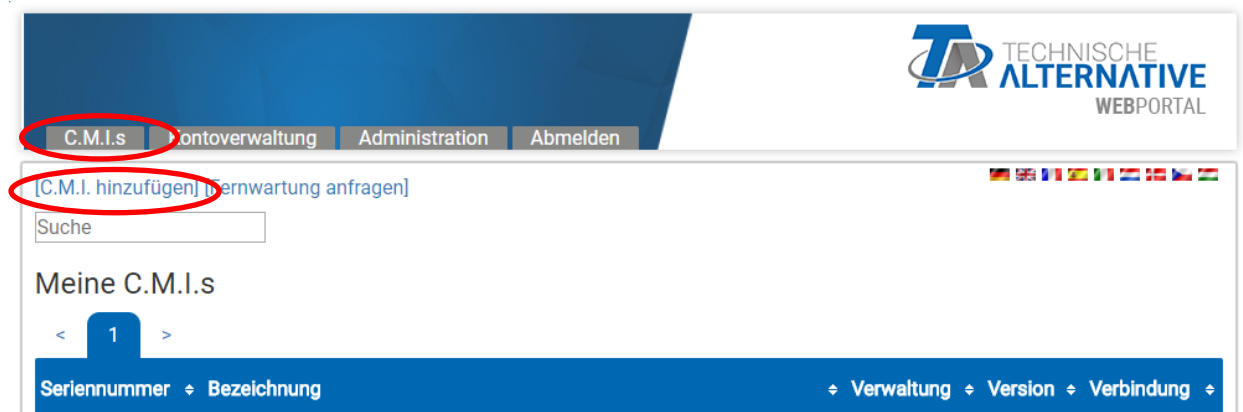 TECHNISCHE
ALTERNATIVE
WEBPORTAL
C.M.I.s Kontoverwaltung Administration Abmelden
[C.M.I. hinzufügen] [Fernwartung anfragen]
Suche
Meine C.M.I.s
< 1 >
Seriennummer Bezeichnung Verwaltung Version Verbindung